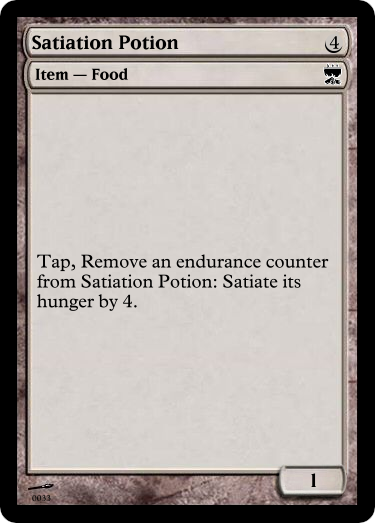 Satiation Potion 4
Item — Food
Tap, Remove an endurance counter
from Satiation Potion: Satiate its
hunger by 4.
1
0033